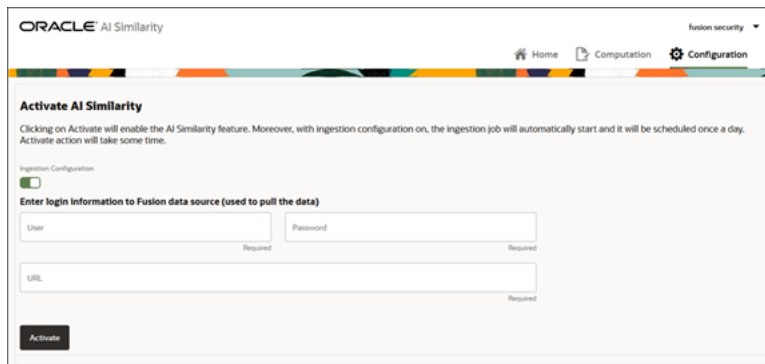 ORACLE AI Similarity
fusion security
Home Computation Configuration
Activate AI Similarity
Clicking on Activate will enable the AI Similarity feature. Moreover, with ingestion configuration on, the ingestion job will automatically start and it will be scheduled once a day.
Activate action will take some time.
Ingestion Configuration
Enter login information to Fusion data source (used to pull the data)
User Password
Required Required
URL
Required
Activate